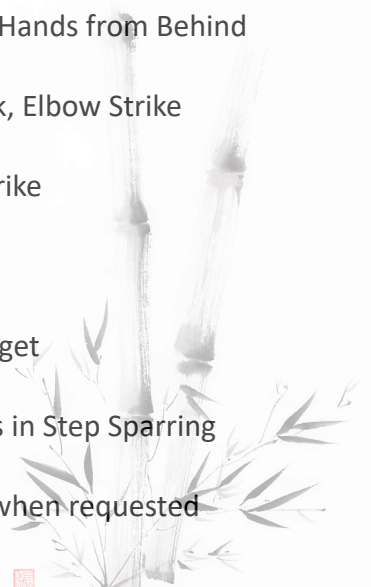 Hands from Behind
k, Elbow Strike
rike
get
s in Step Sparring
when requested